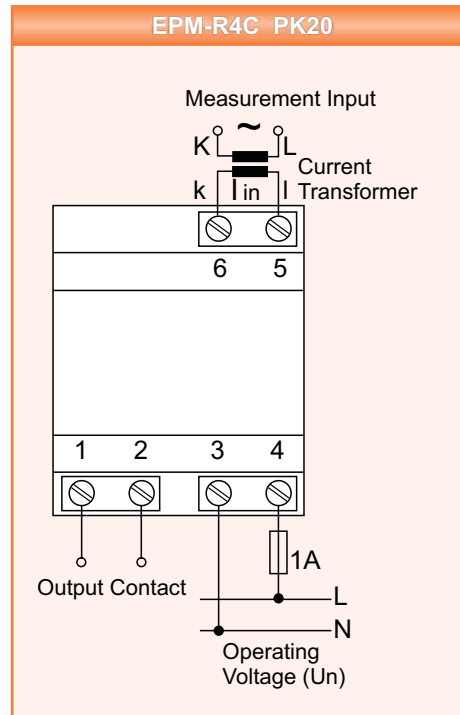 EPM-R4C PK20
Measurement Input
K ~ L
Current
Transformer
k I in l
6 5
1 2 3 4
1A
Output Contact
L
N
Operating
Voltage (Un)